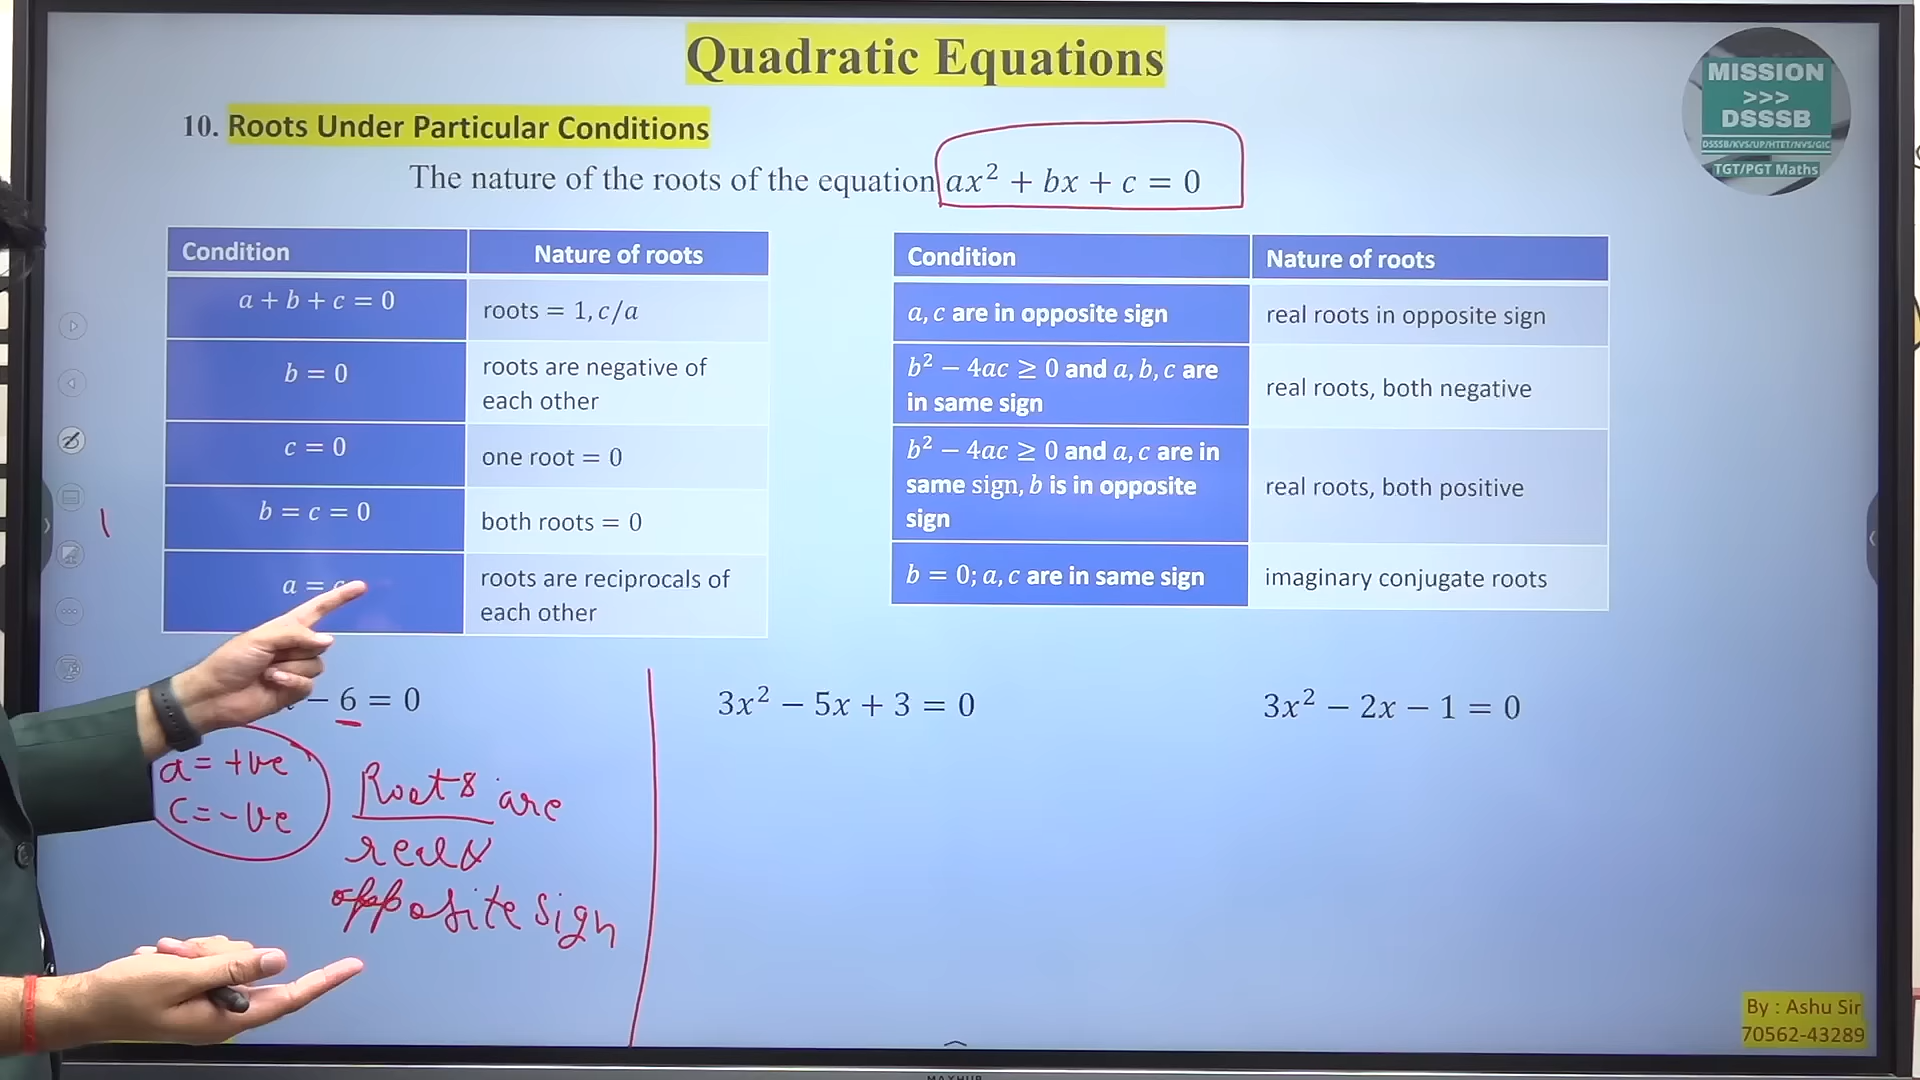 Quadratic Equations
MISSION
>>>
DSSSB
DSSSB/KVS/UP/HTET/NVS/GIC
TGT/PGT Maths
10. Roots Under Particular Conditions
The nature of the roots of the equation ax² + bx + c = 0
Condition Nature of roots
a + b + c = 0 roots = 1, c/a
b = 0 roots are negative of
each other
c = 0 one root = 0
b = c = 0 both roots = 0
a = c roots are reciprocals of
each other
Condition Nature of roots
a, c are in opposite sign real roots in opposite sign
b² − 4ac ≥ 0 and a, b, c are
in same sign
real roots, both negative
b² − 4ac ≥ 0 and a, c are in
same sign, b is in opposite
sign
real roots, both positive
b = 0; a, c are in same sign imaginary conjugate roots
− 6 = 0
3x² − 5x + 3 = 0
3x² − 2x − 1 = 0
a = +ve
c = -ve
Roots are
real &
opposite sign
By : Ashu Sir
70562-43289